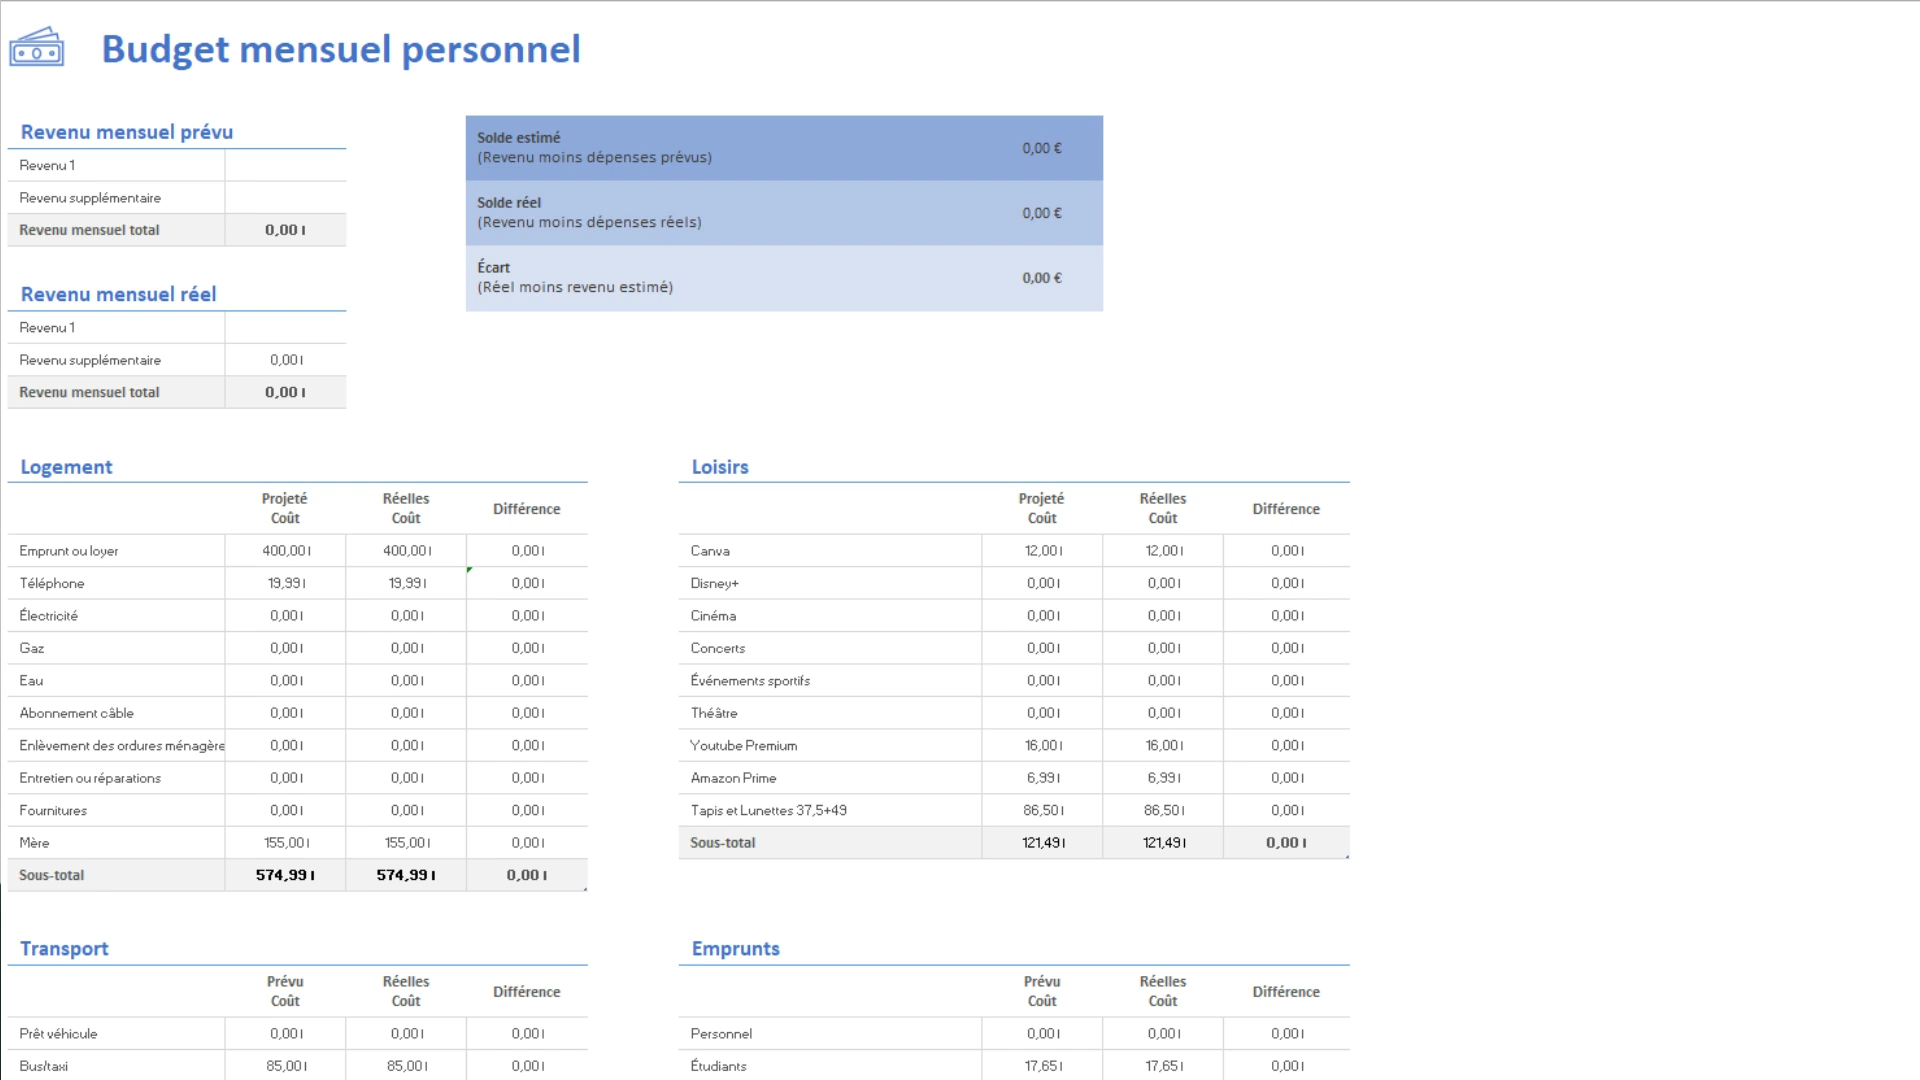 Budget mensuel personnel
Revenu mensuel prévu
Revenu 1
Revenu supplémentaire
Revenu mensuel total 0,00 I
Solde estimé
(Revenu moins dépenses prévus) 0,00 €
Solde réel
(Revenu moins dépenses réels) 0,00 €
Écart
(Réel moins revenu estimé) 0,00 €
Revenu mensuel réel
Revenu 1
Revenu supplémentaire 0,00 I
Revenu mensuel total 0,00 I
Logement
Projeté Coût Réelles Coût Différence
Emprunt ou loyer 400,00 I 400,00 I 0,00 I
Téléphone 19,99 I 19,99 I 0,00 I
Électricité 0,00 I 0,00 I 0,00 I
Gaz 0,00 I 0,00 I 0,00 I
Eau 0,00 I 0,00 I 0,00 I
Abonnement câble 0,00 I 0,00 I 0,00 I
Enlèvement des ordures ménagère 0,00 I 0,00 I 0,00 I
Entretien ou réparations 0,00 I 0,00 I 0,00 I
Fournitures 0,00 I 0,00 I 0,00 I
Mère 155,00 I 155,00 I 0,00 I
Sous-total 574,99 I 574,99 I 0,00 I
Loisirs
Projeté Coût Réelles Coût Différence
Canva 12,00 I 12,00 I 0,00 I
Disney+ 0,00 I 0,00 I 0,00 I
Cinéma 0,00 I 0,00 I 0,00 I
Concerts 0,00 I 0,00 I 0,00 I
Événements sportifs 0,00 I 0,00 I 0,00 I
Théâtre 0,00 I 0,00 I 0,00 I
Youtube Premium 16,00 I 16,00 I 0,00 I
Amazon Prime 6,99 I 6,99 I 0,00 I
Tapis et Lunettes 37,5+49 86,50 I 86,50 I 0,00 I
Sous-total 121,49 I 121,49 I 0,00 I
Transport
Prévu Coût Réelles Coût Différence
Prêt véhicule 0,00 I 0,00 I 0,00 I
Bus/taxi 85,00 I 85,00 I 0,00 I
Emprunts
Prévu Coût Réelles Coût Différence
Personnel 0,00 I 0,00 I 0,00 I
Étudiants 17,65 I 17,65 I 0,00 I